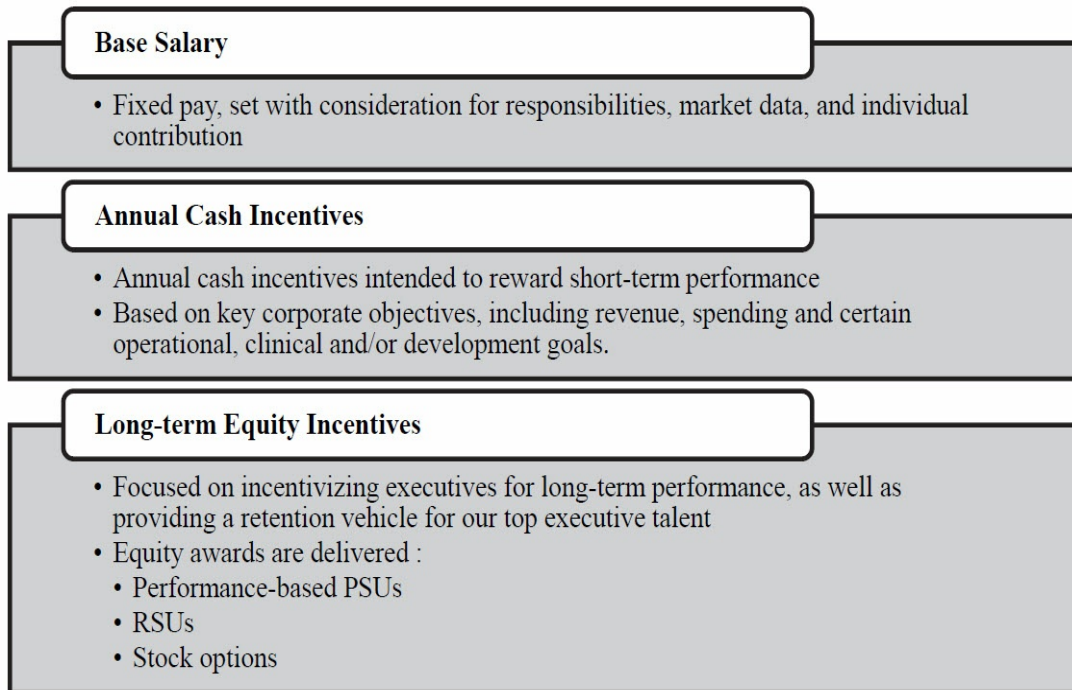 Base Salary
• Fixed pay, set with consideration for responsibilities, market data, and individual
contribution
Annual Cash Incentives
• Annual cash incentives intended to reward short-term performance
• Based on key corporate objectives, including revenue, spending and certain
operational, clinical and/or development goals.
Long-term Equity Incentives
• Focused on incentivizing executives for long-term performance, as well as
providing a retention vehicle for our top executive talent
• Equity awards are delivered :
• Performance-based PSUs
• RSUs
• Stock options